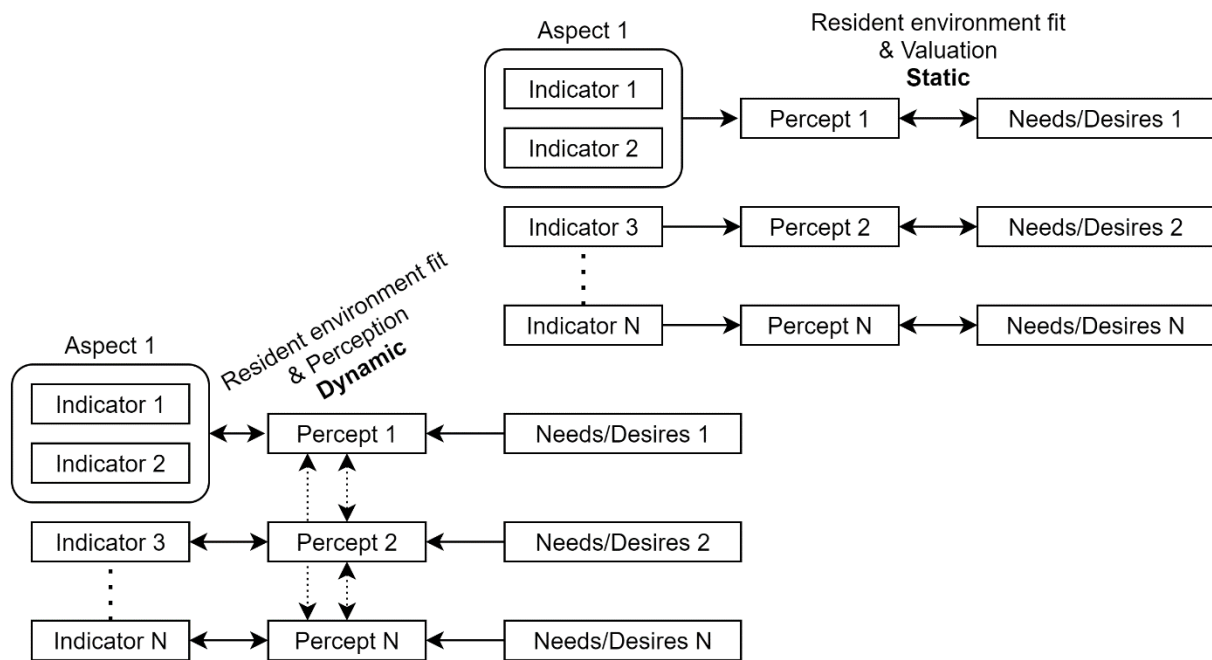 Aspect 1
Resident environment fit
& Valuation
Static
Indicator 1
Indicator 2
Percept 1
Needs/Desires 1
Indicator 3
Percept 2
Needs/Desires 2
Indicator N
Percept N
Needs/Desires N
Aspect 1
Resident environment fit
& Perception
Dynamic
Indicator 1
Indicator 2
Percept 1
Needs/Desires 1
Indicator 3
Percept 2
Needs/Desires 2
Indicator N
Percept N
Needs/Desires N